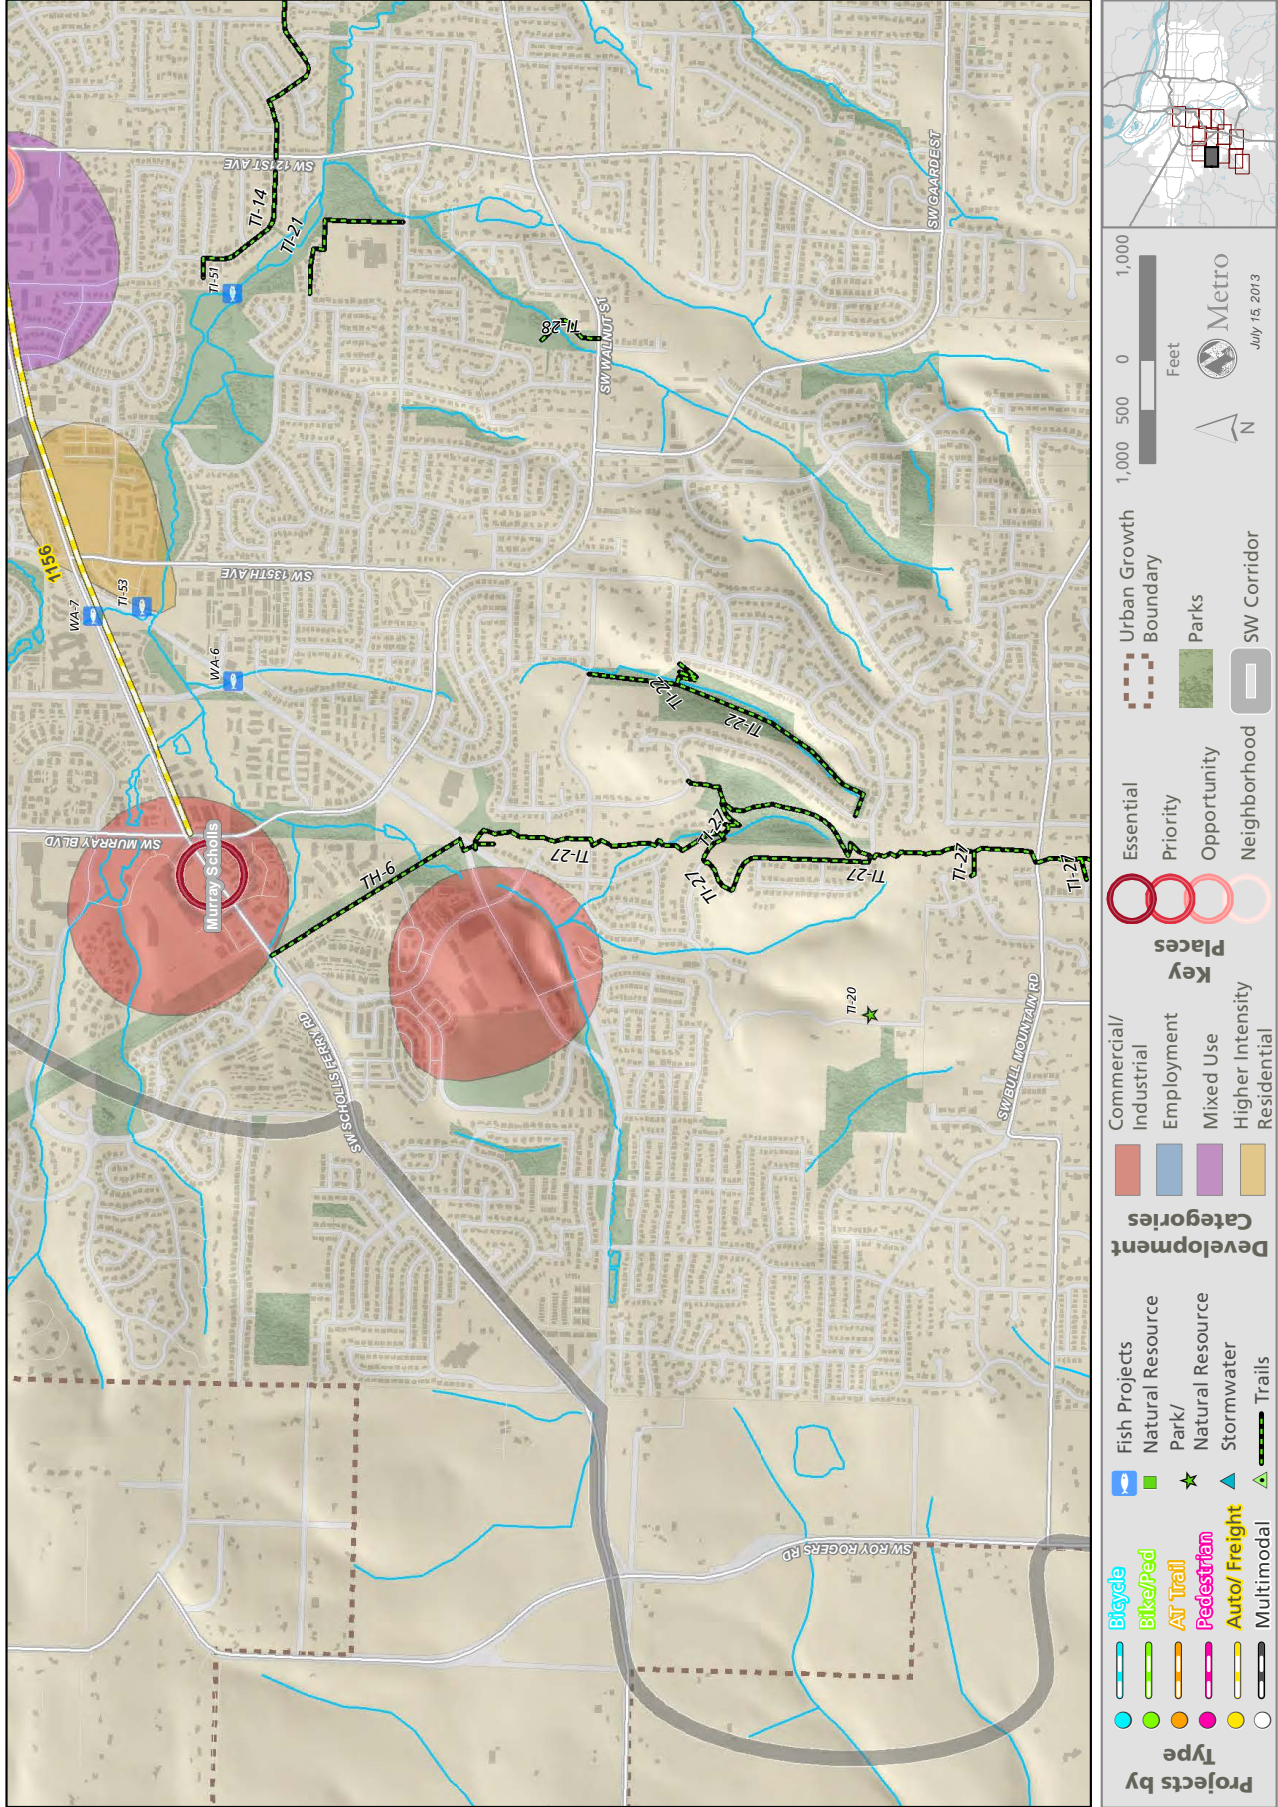 SW 121ST AVE
TI-14
TI-21
TI-51
1156
WA-7
TI-53
WA-6
SW 135TH AVE
TI-28
SW WALNUT ST
SW GAARDE ST
SW MURRAY BLVD
Murray Scholls
TH-6
TI-22
TI-22
TI-27
TI-27
TI-27
TI-27
TI-27
TI-27
TI-20
SW BULL MOUNTAIN RD
SW SCHOLLS FERRY RD
SW ROY ROGERS RD
Projects by
Type
Bicycle
Bike/Ped
AT Trail
Pedestrian
Auto/ Freight
Multimodal
Fish Projects
Natural Resource
Park/
Natural Resource
Stormwater
Trails
Development
Categories
Commercial/
Industrial
Employment
Mixed Use
Higher Intensity
Residential
Key
Places
Essential
Priority
Opportunity
Neighborhood
Urban Growth
Boundary
Parks
SW Corridor
1,000 500 0 1,000
Feet
N
Metro
July 15, 2013